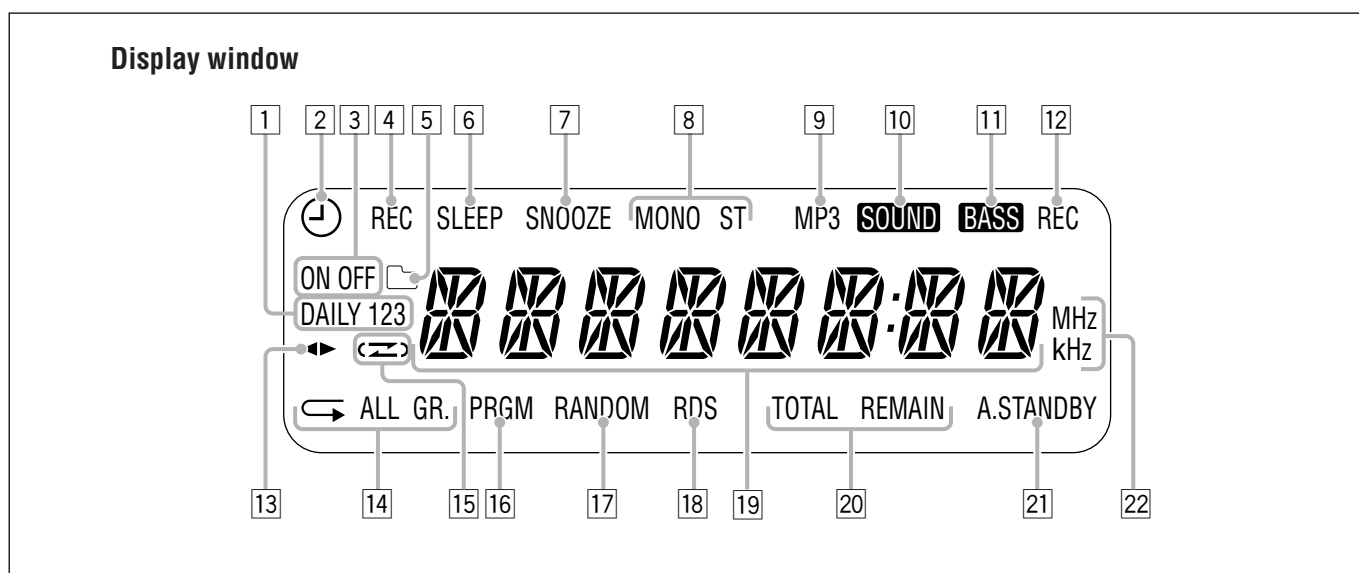 Display window
1 2 3 4 5 6 7 8 9 10 11 12
REC SLEEP SNOOZE MONO ST MP3 SOUND BASS REC
ON OFF
DAILY 123
MHz
kHz
ALL GR. PRGM RANDOM RDS TOTAL REMAIN A.STANDBY
13 14 15 16 17 18 19 20 21 22